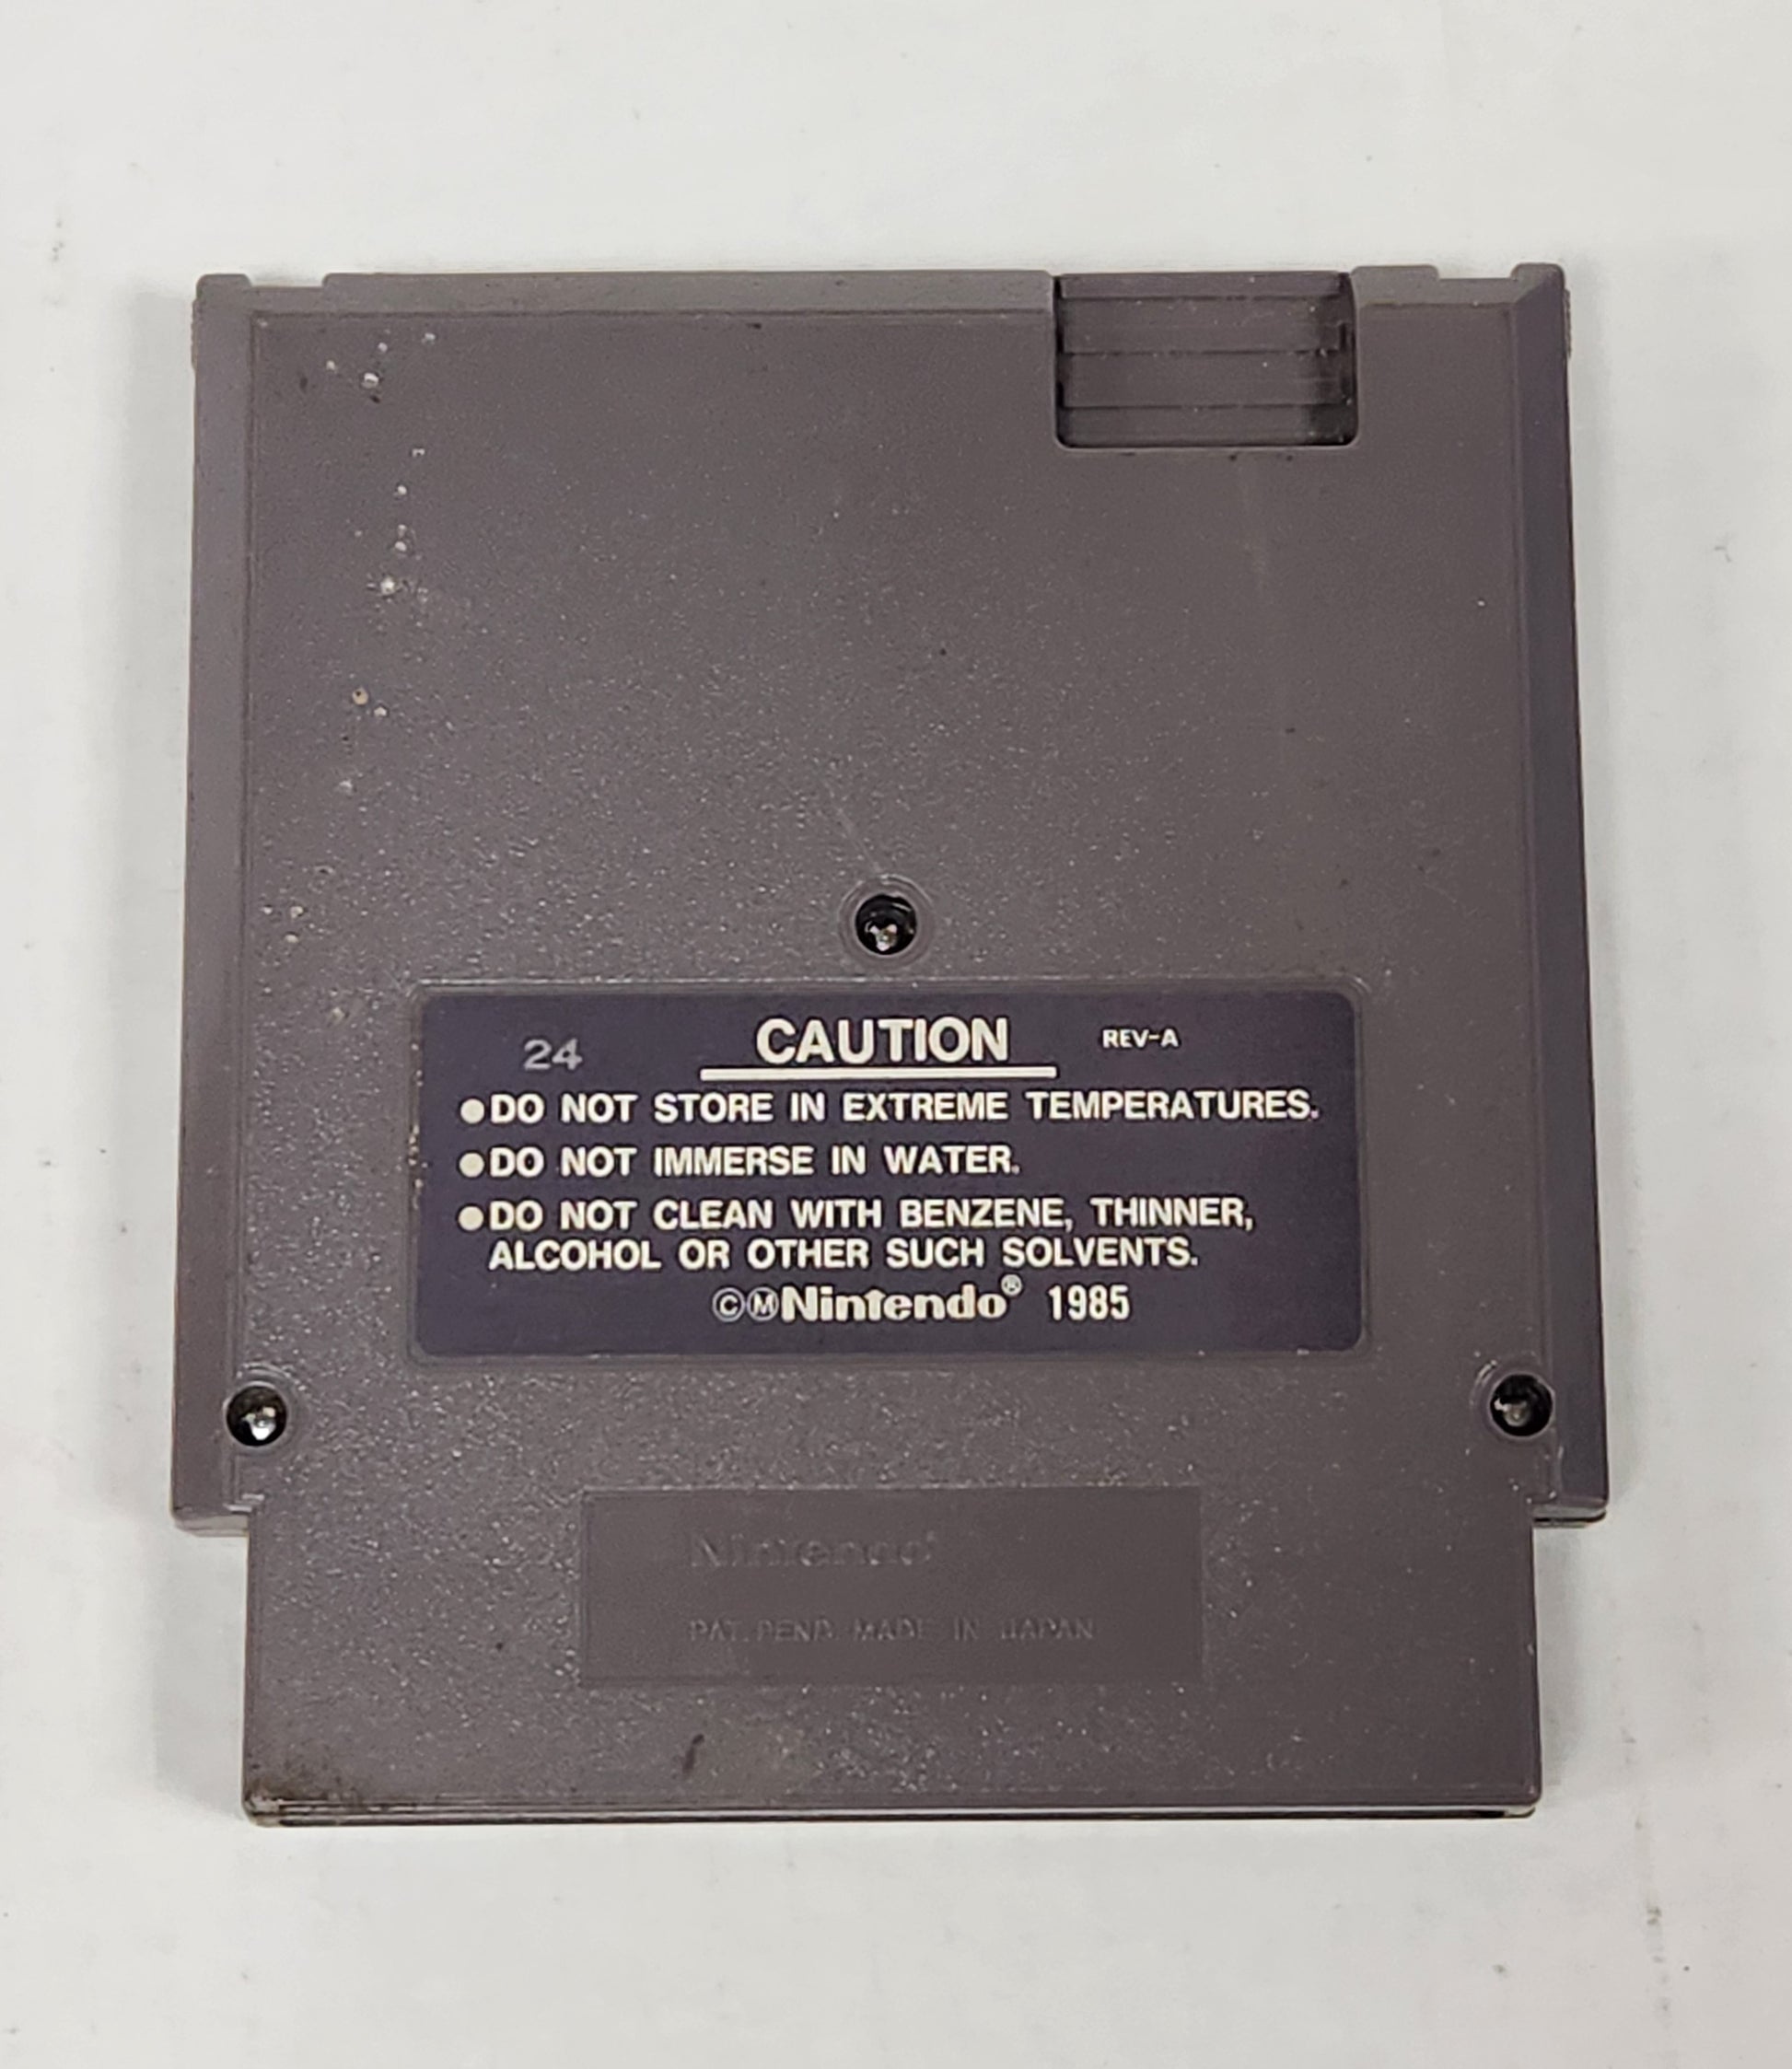 24 CAUTION REV-A
●DO NOT STORE IN EXTREME TEMPERATURES.
●DO NOT IMMERSE IN WATER.
●DO NOT CLEAN WITH BENZENE, THINNER,
ALCOHOL OR OTHER SUCH SOLVENTS.
©ⓂNintendo® 1985
Nintendo
PAT. PEND. MADE IN JAPAN